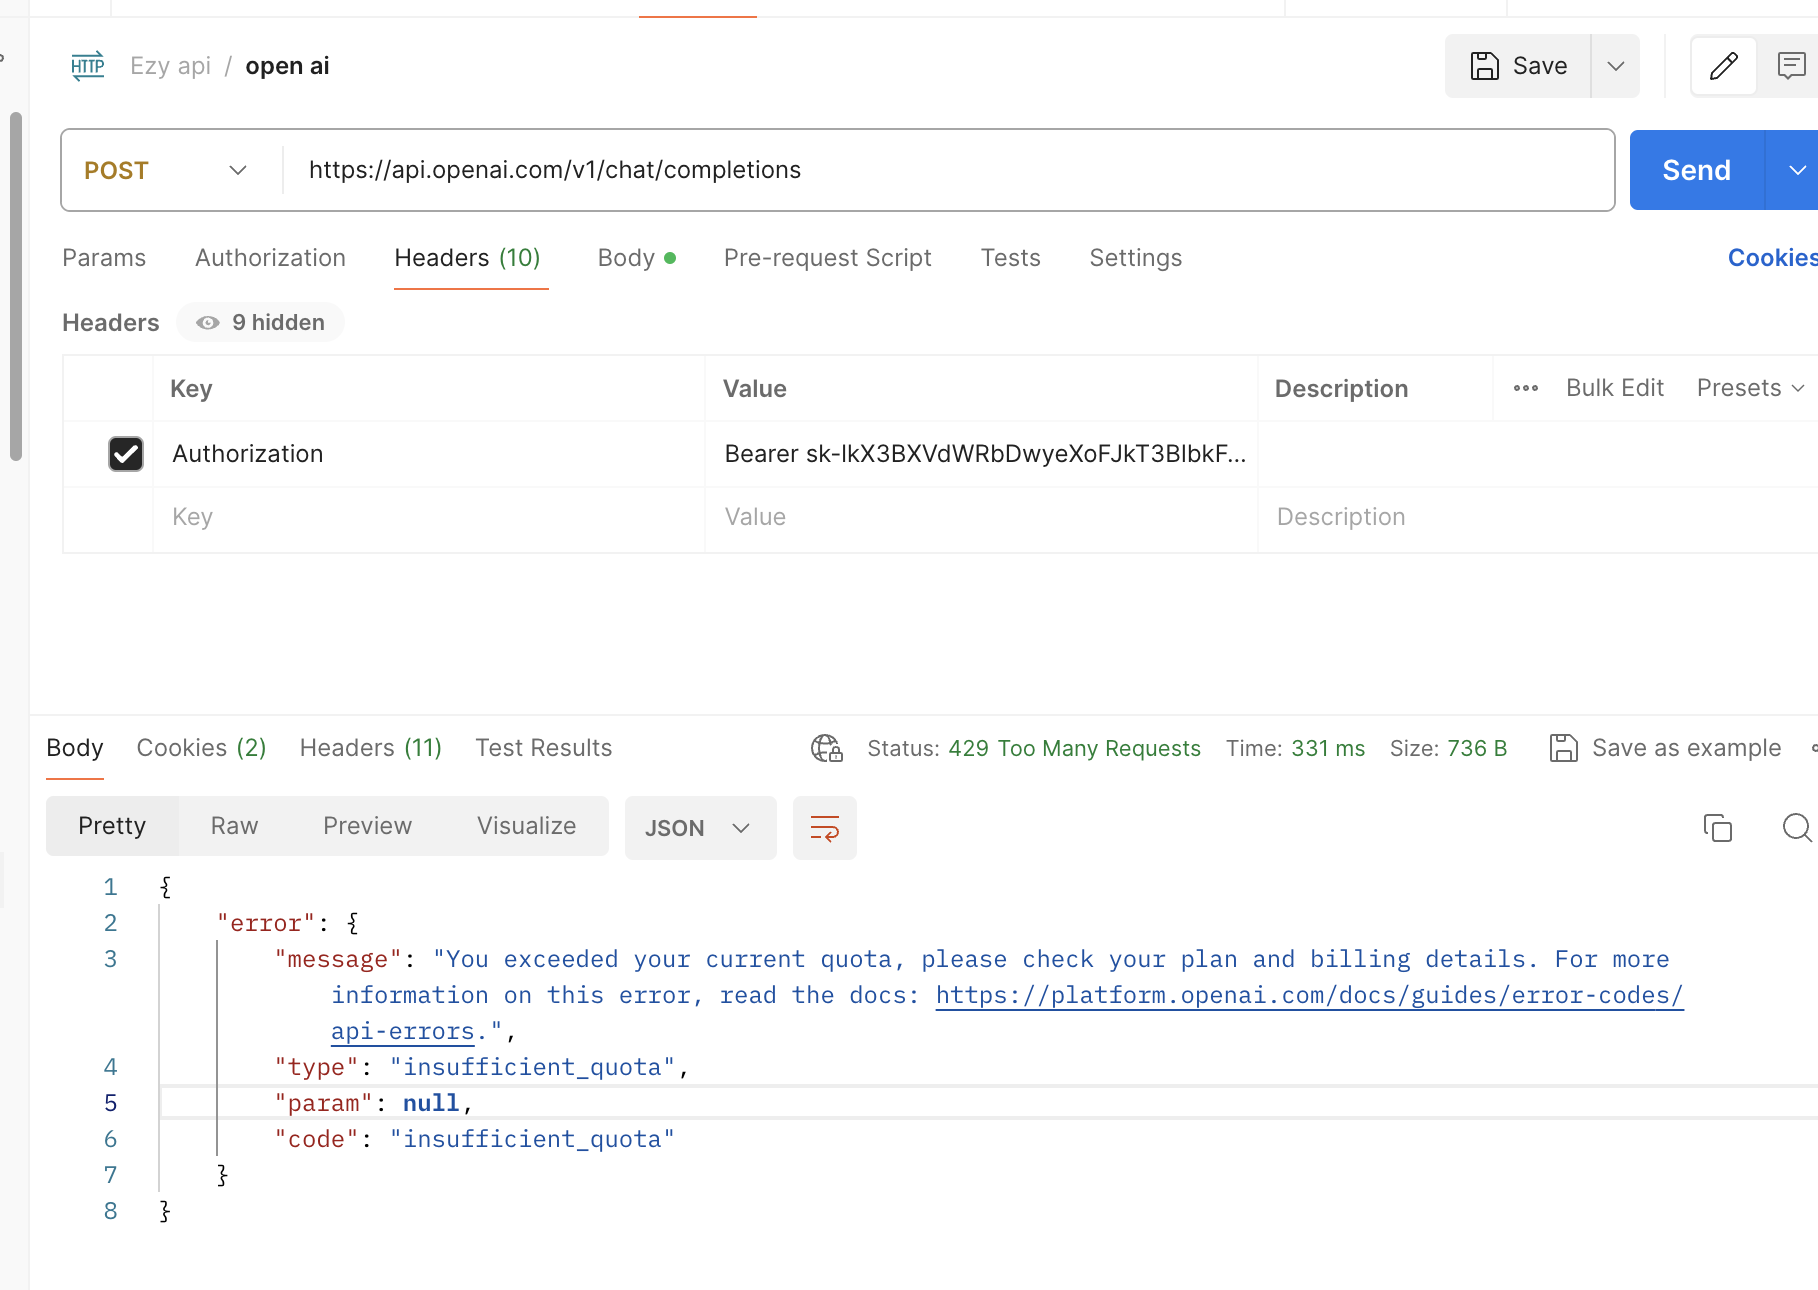 HTTP Ezy api / open ai Save
POST https://api.openai.com/v1/chat/completions Send
Params Authorization Headers (10) Body Pre-request Script Tests Settings Cookies
Headers 9 hidden
Key Value Description ••• Bulk Edit Presets
Authorization Bearer sk-lkX3BXVdWRbDwyeXoFJkT3BlbkF...
Key Value Description
Body Cookies (2) Headers (11) Test Results Status: 429 Too Many Requests Time: 331 ms Size: 736 B Save as example
Pretty Raw Preview Visualize JSON
1 {
2 "error": {
3 "message": "You exceeded your current quota, please check your plan and billing details. For more
information on this error, read the docs: https://platform.openai.com/docs/guides/error-codes/
api-errors.",
4 "type": "insufficient_quota",
5 "param": null,
6 "code": "insufficient_quota"
7 }
8 }